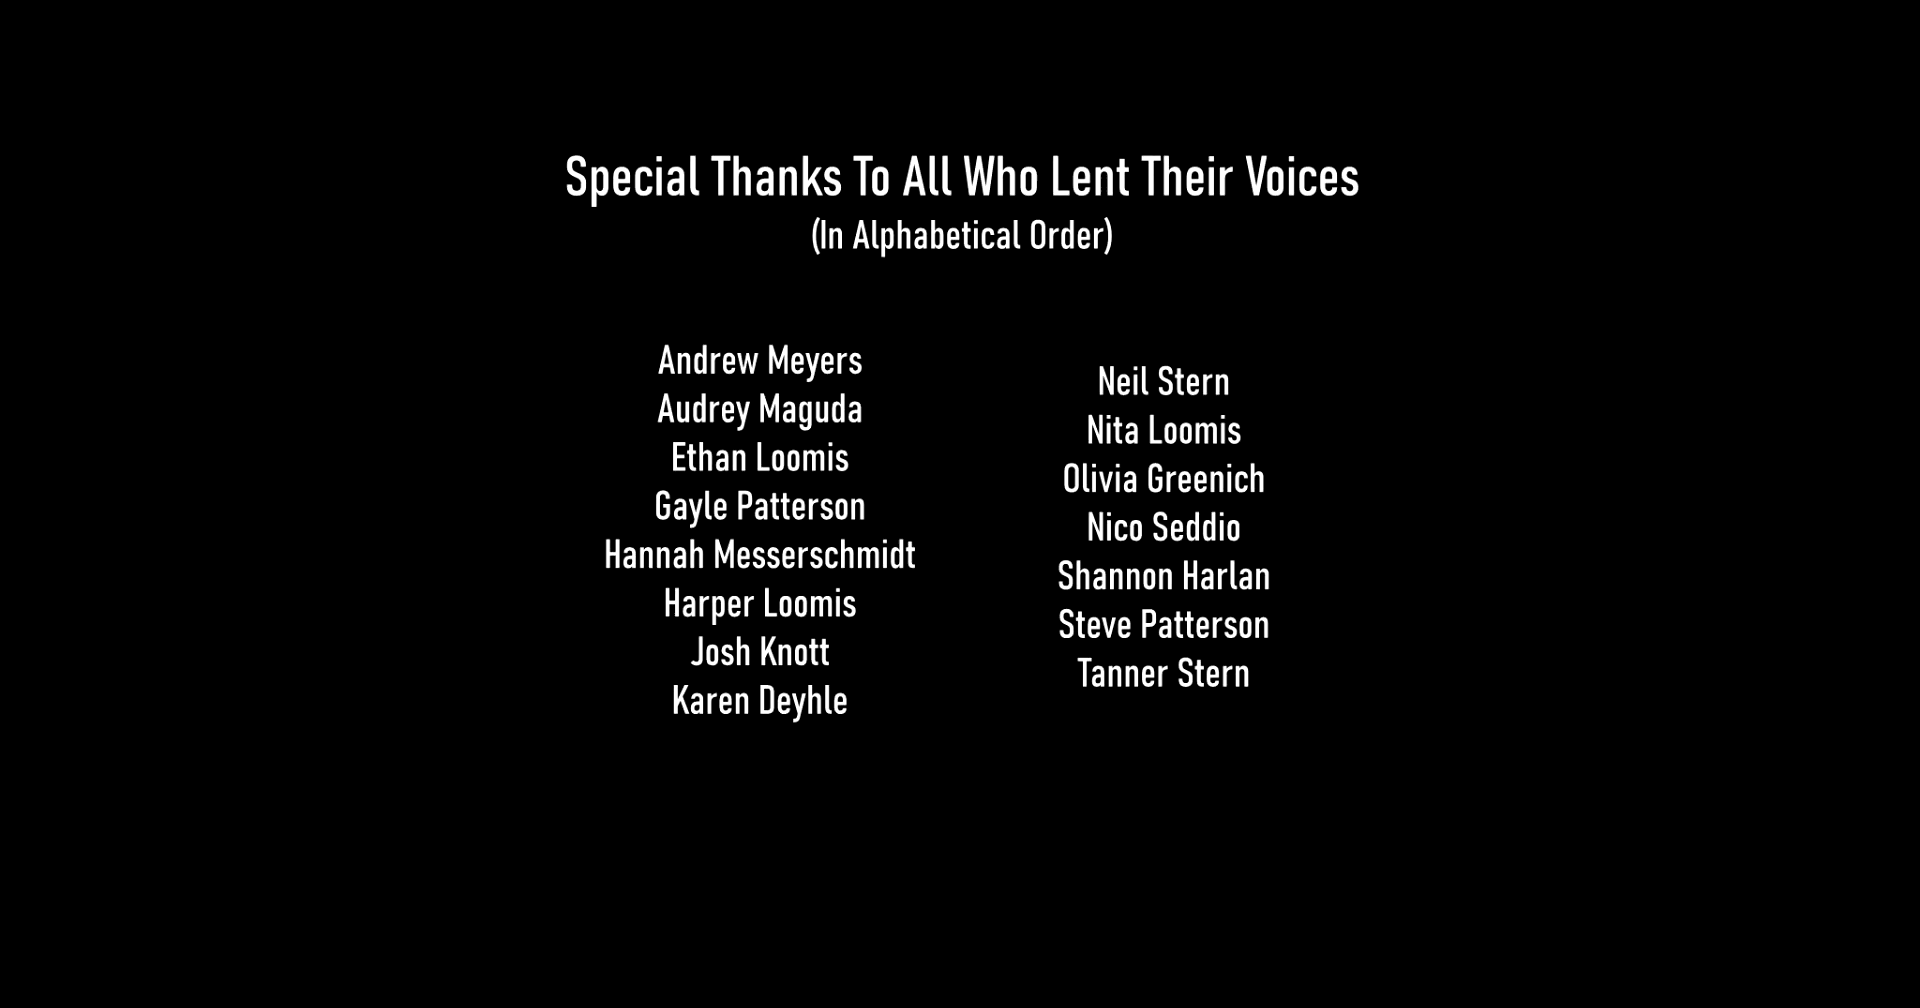 Special Thanks To All Who Lent Their Voices
(In Alphabetical Order)
Andrew Meyers
Audrey Maguda
Ethan Loomis
Gayle Patterson
Hannah Messerschmidt
Harper Loomis
Josh Knott
Karen Deyhle
Neil Stern
Nita Loomis
Olivia Greenich
Nico Seddio
Shannon Harlan
Steve Patterson
Tanner Stern